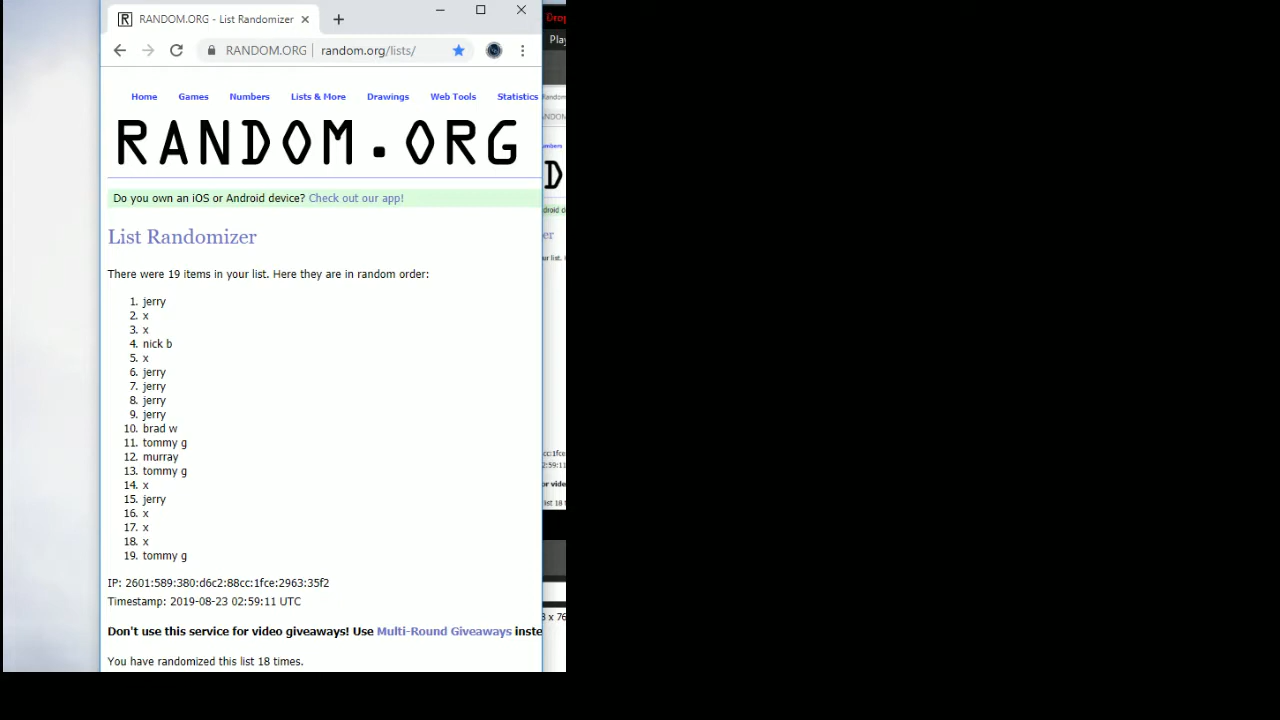 RANDOM.ORG - List Randomizer
RANDOM.ORG | random.org/lists/
Home Games Numbers Lists & More Drawings Web Tools Statistics
RANDOM.ORG
Do you own an iOS or Android device? Check out our app!
List Randomizer
There were 19 items in your list. Here they are in random order:
1. jerry
2. x
3. x
4. nick b
5. x
6. jerry
7. jerry
8. jerry
9. jerry
10. brad w
11. tommy g
12. murray
13. tommy g
14. x
15. jerry
16. x
17. x
18. x
19. tommy g
IP: 2601:589:380:d6c2:88cc:1fce:2963:35f2
Timestamp: 2019-08-23 02:59:11 UTC
Don't use this service for video giveaways! Use Multi-Round Giveaways inste
You have randomized this list 18 times.
Drop
Play